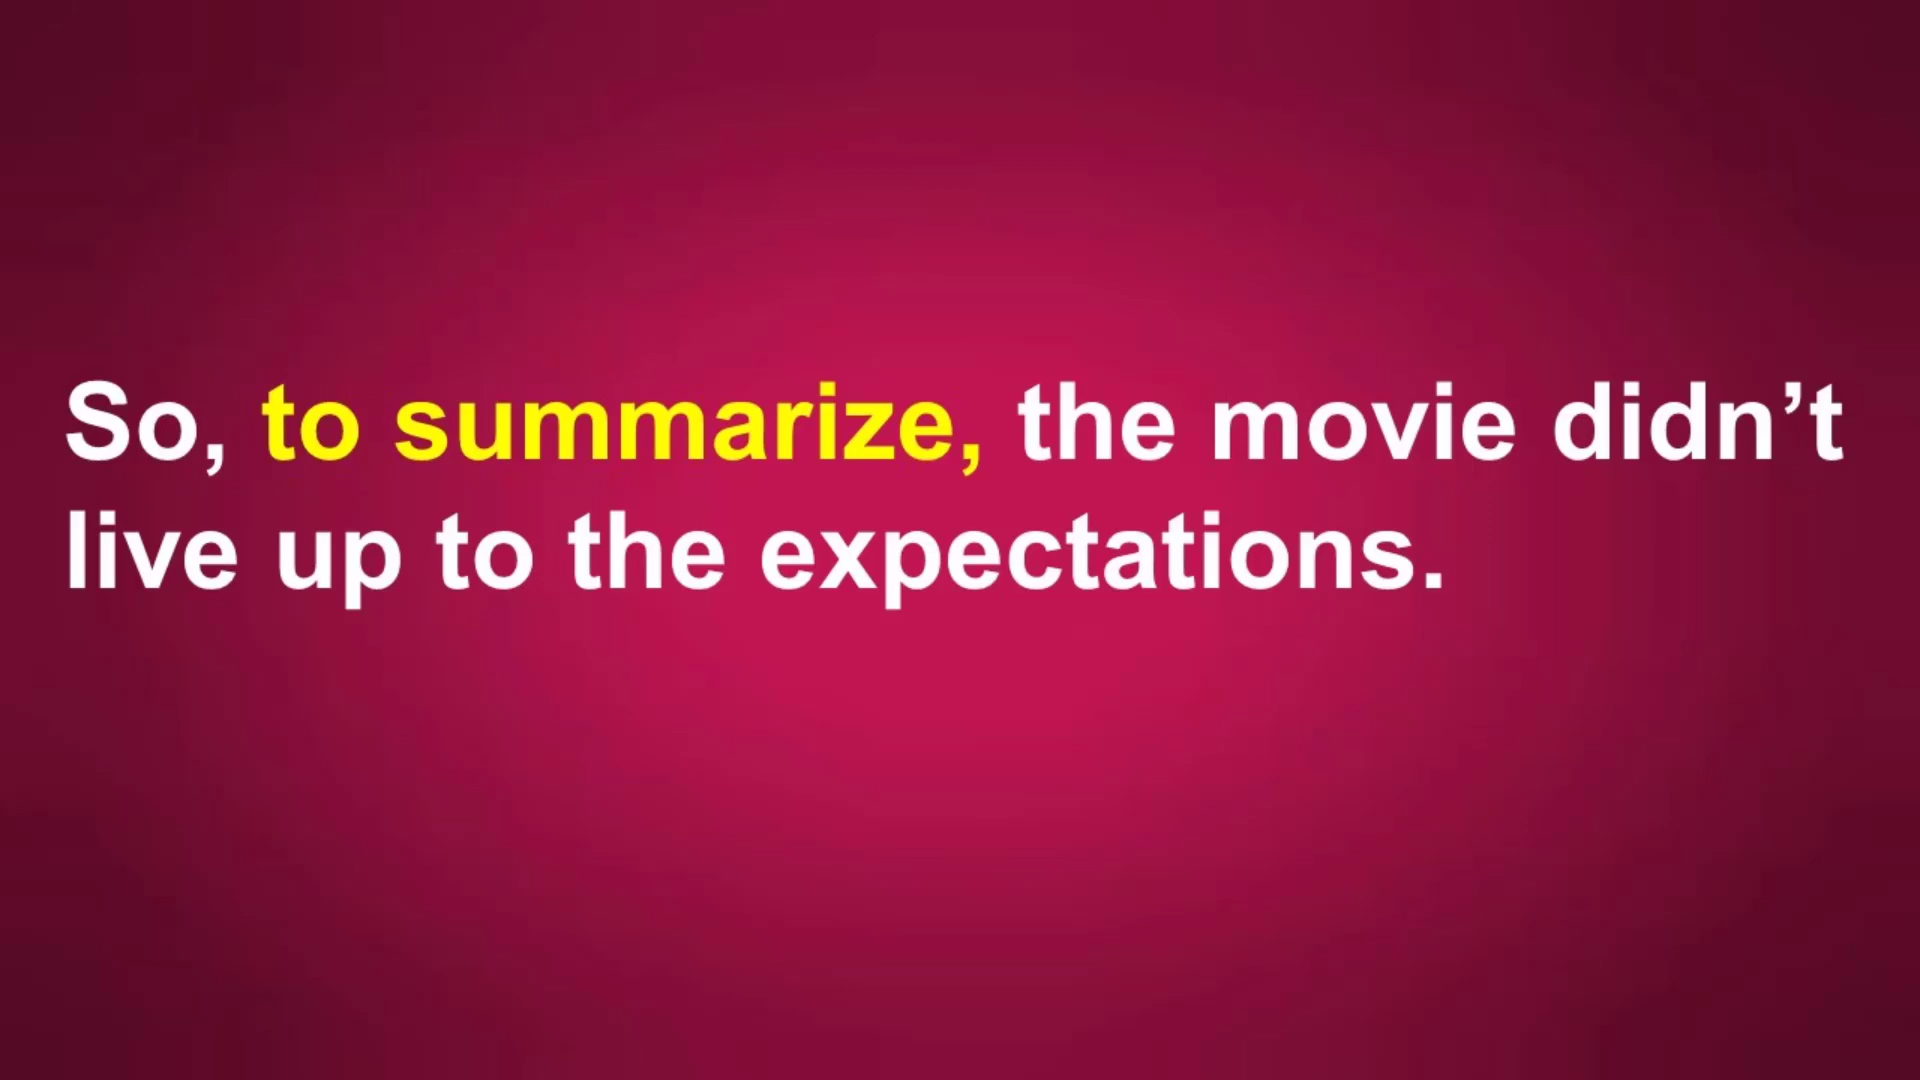 So, to summarize, the movie didn’t
live up to the expectations.